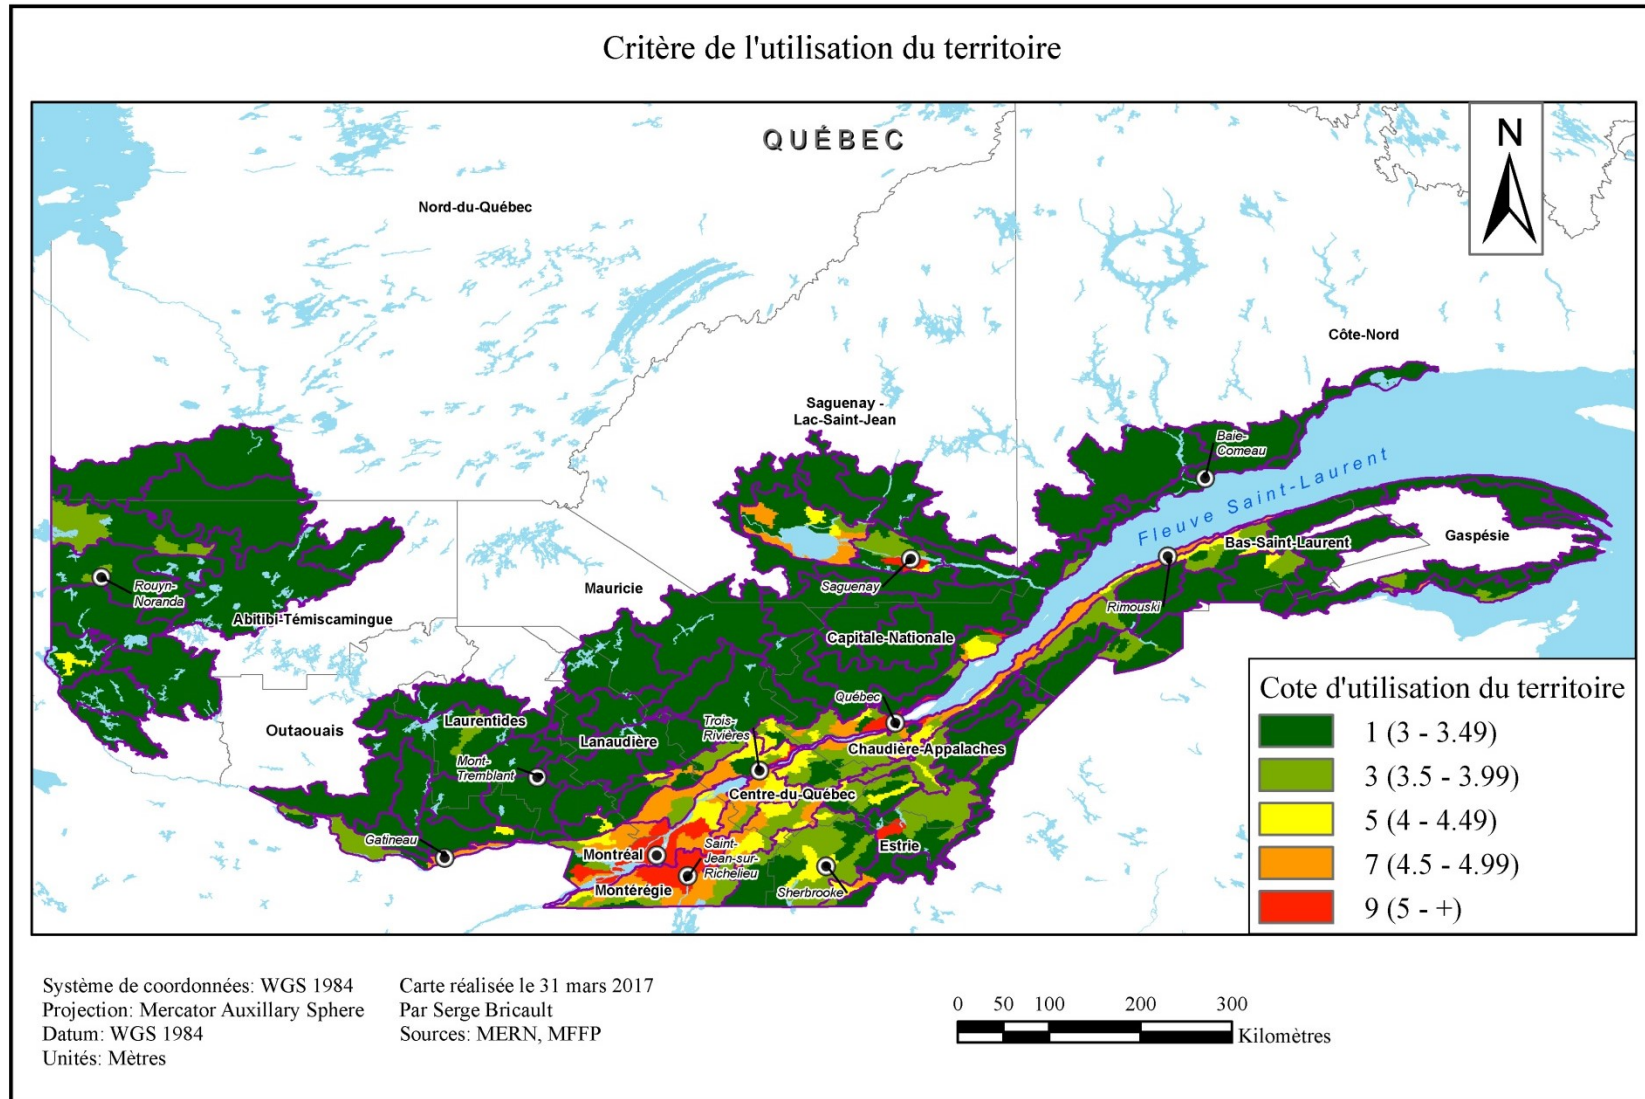 Critère de l'utilisation du territoire
QUÉBEC
N
Nord-du-Québec
Côte-Nord
Saguenay -
Lac-Saint-Jean
Baie-
Comeau
Fleuve Saint-Laurent
Bas-Saint-Laurent
Gaspésie
Rouyn-
Noranda
Mauricie
Saguenay
Rimouski
Abitibi-Témiscamingue
Capitale-Nationale
Outaouais
Laurentides
Lanaudière
Trois-
Rivières
Québec
Chaudière-Appalaches
Mont-
Tremblant
Centre-du-Québec
Gatineau
Montréal
Saint-
Jean-sur-
Richelieu
Estrie
Montérégie
Sherbrooke
Cote d'utilisation du territoire
1 (3 - 3.49)
3 (3.5 - 3.99)
5 (4 - 4.49)
7 (4.5 - 4.99)
9 (5 - +)
Système de coordonnées: WGS 1984
Projection: Mercator Auxillary Sphere
Datum: WGS 1984
Unités: Mètres
Carte réalisée le 31 mars 2017
Par Serge Bricault
Sources: MERN, MFFP
0 50 100 200 300
Kilomètres